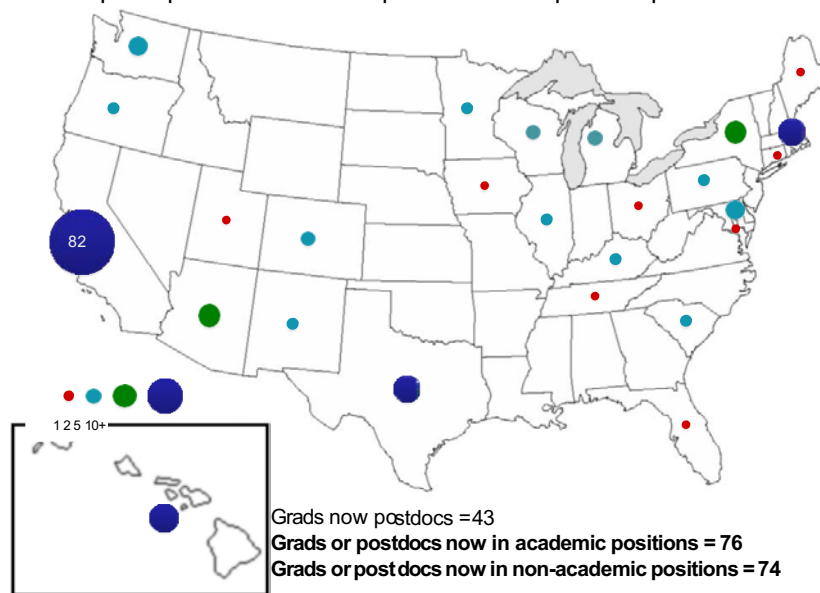 82
1 2 5 10+
Grads now postdocs =43
Grads or postdocs now in academic positions = 76
Grads or postdocs now in non-academic positions = 74